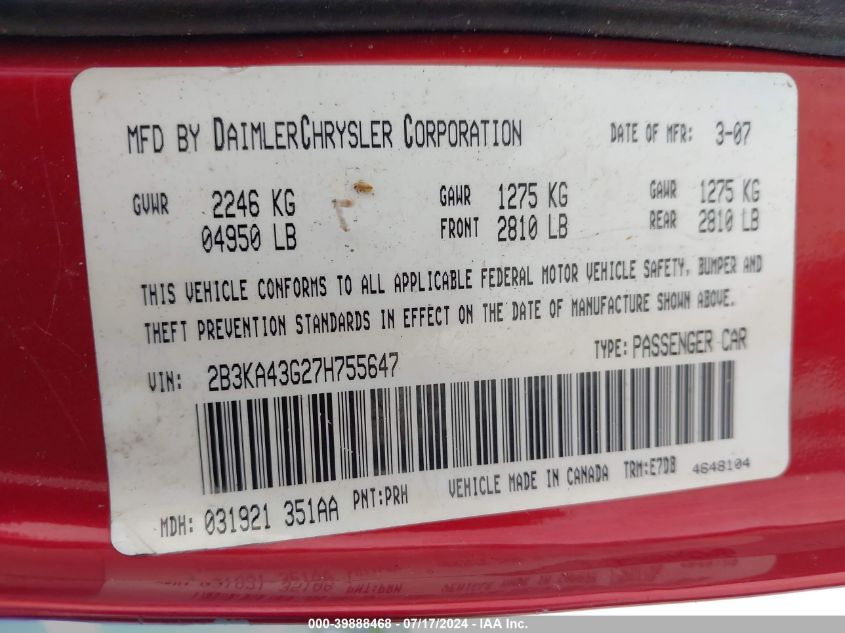 MFD BY DAIMLERCHRYSLER CORPORATION DATE OF MFR: 3-07
GVWR 2246 KG GAWR 1275 KG GAWR 1275 KG
04950 LB FRONT 2810 LB REAR 2810 LB
THIS VEHICLE CONFORMS TO ALL APPLICABLE FEDERAL MOTOR VEHICLE SAFETY, BUMPER AND
THEFT PREVENTION STANDARDS IN EFFECT ON THE DATE OF MANUFACTURE SHOWN ABOVE.
VIN: 2B3KA43G27H755647 TYPE: PASSENGER CAR
MDH: 031921 351AA PNT:PRH VEHICLE MADE IN CANADA TRM:E7DB 4648104
PNT:PRH
000-39888468 - 07/17/2024 - IAA Inc.